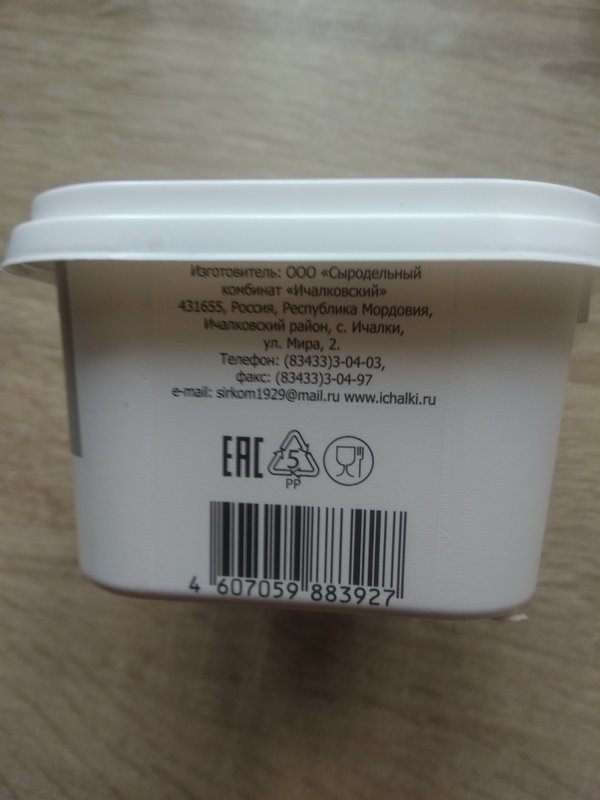 Изготовитель: ООО «Сыродельный
комбинат «Ичалковский»
431655, Россия, Республика Мордовия,
Ичалковский район, с. Ичалки,
ул. Мира, 2.
Телефон: (83433)3-04-03,
факс: (83433)3-04-97
e-mail: sirkom1929@mail.ru www.ichalki.ru
EAC 5
PP
4 607059 883927